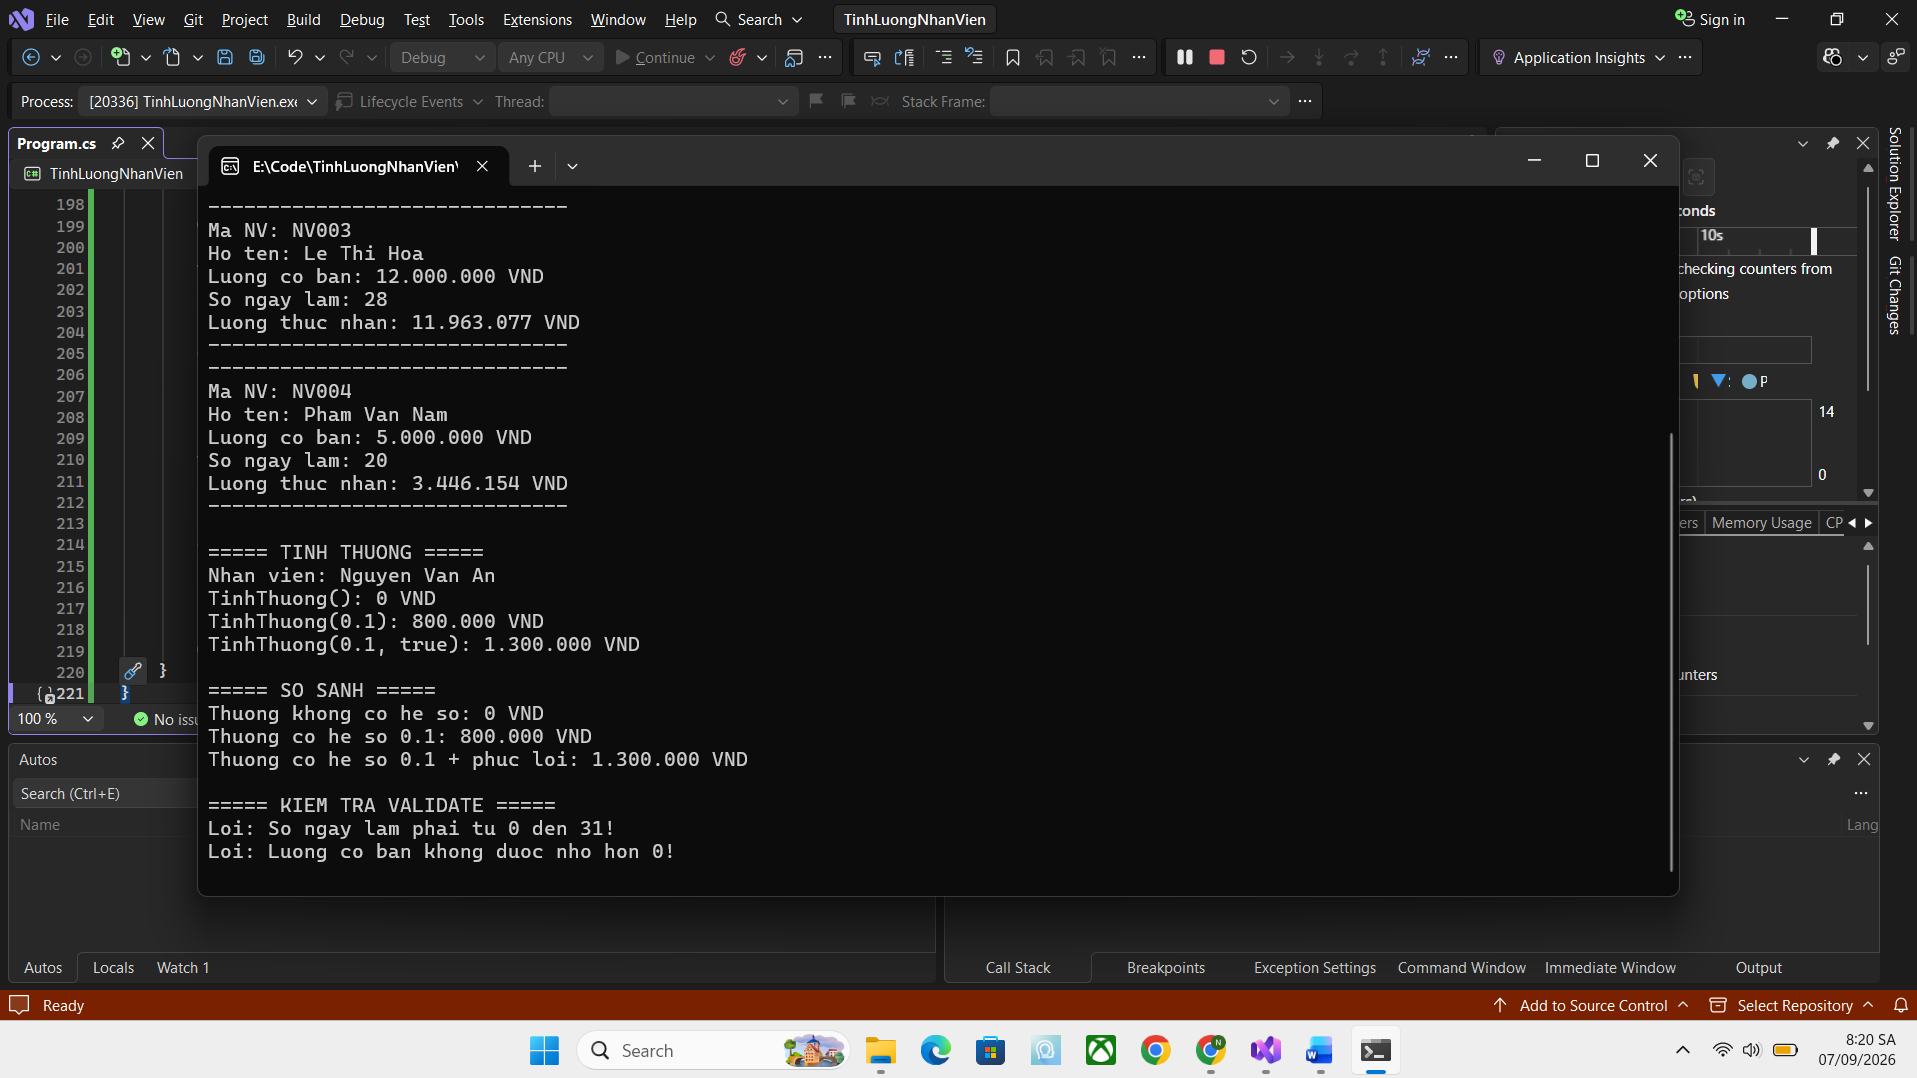 File Edit View Git Project Build Debug Test Tools Extensions Window Help Search TinhLuongNhanVien Sign in
Debug Any CPU Continue Application Insights
Process: [20336] TinhLuongNhanVien.exe Lifecycle Events Thread: Stack Frame:
Program.cs
TinhLuongNhanVien
E:\Code\TinhLuongNhanVien\
198
199
200
201
202
203
204
205
206
207
208
209
210
211
212
213
214
215
216
217
218
219
220 }
221 }
100 % No issu
------------------------------
Ma NV: NV003
Ho ten: Le Thi Hoa
Luong co ban: 12.000.000 VND
So ngay lam: 28
Luong thuc nhan: 11.963.077 VND
------------------------------
------------------------------
Ma NV: NV004
Ho ten: Pham Van Nam
Luong co ban: 5.000.000 VND
So ngay lam: 20
Luong thuc nhan: 3.446.154 VND
------------------------------
===== TINH THUONG =====
Nhan vien: Nguyen Van An
TinhThuong(): 0 VND
TinhThuong(0.1): 800.000 VND
TinhThuong(0.1, true): 1.300.000 VND
===== SO SANH =====
Thuong khong co he so: 0 VND
Thuong co he so 0.1: 800.000 VND
Thuong co he so 0.1 + phuc loi: 1.300.000 VND
===== KIEM TRA VALIDATE =====
Loi: So ngay lam phai tu 0 den 31!
Loi: Luong co ban khong duoc nho hon 0!
conds
10s
checking counters from
options
P
14
0
ers Memory Usage CP
unters
Solution Explorer
Git Changes
Autos
Search (Ctrl+E)
Name
Lang
Autos Locals Watch 1
Call Stack Breakpoints Exception Settings Command Window Immediate Window Output
Ready Add to Source Control Select Repository
Search
8:20 SA
07/09/2026